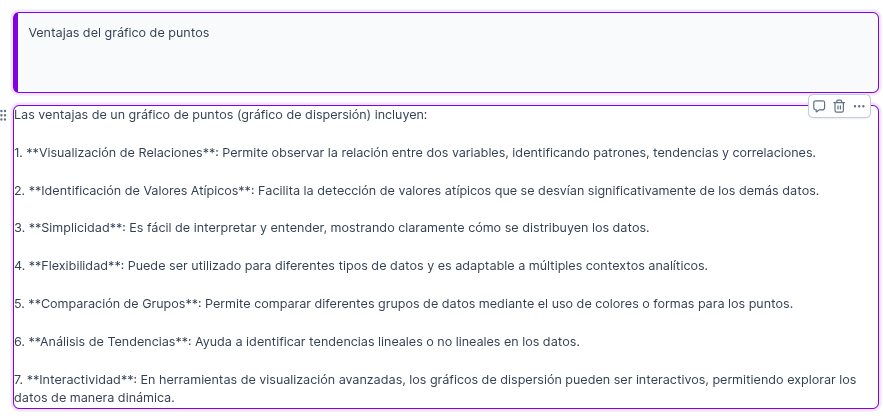 Ventajas del gráfico de puntos
Las ventajas de un gráfico de puntos (gráfico de dispersión) incluyen:
1. **Visualización de Relaciones**: Permite observar la relación entre dos variables, identificando patrones, tendencias y correlaciones.
2. **Identificación de Valores Atípicos**: Facilita la detección de valores atípicos que se desvían significativamente de los demás datos.
3. **Simplicidad**: Es fácil de interpretar y entender, mostrando claramente cómo se distribuyen los datos.
4. **Flexibilidad**: Puede ser utilizado para diferentes tipos de datos y es adaptable a múltiples contextos analíticos.
5. **Comparación de Grupos**: Permite comparar diferentes grupos de datos mediante el uso de colores o formas para los puntos.
6. **Análisis de Tendencias**: Ayuda a identificar tendencias lineales o no lineales en los datos.
7. **Interactividad**: En herramientas de visualización avanzadas, los gráficos de dispersión pueden ser interactivos, permitiendo explorar los
datos de manera dinámica.